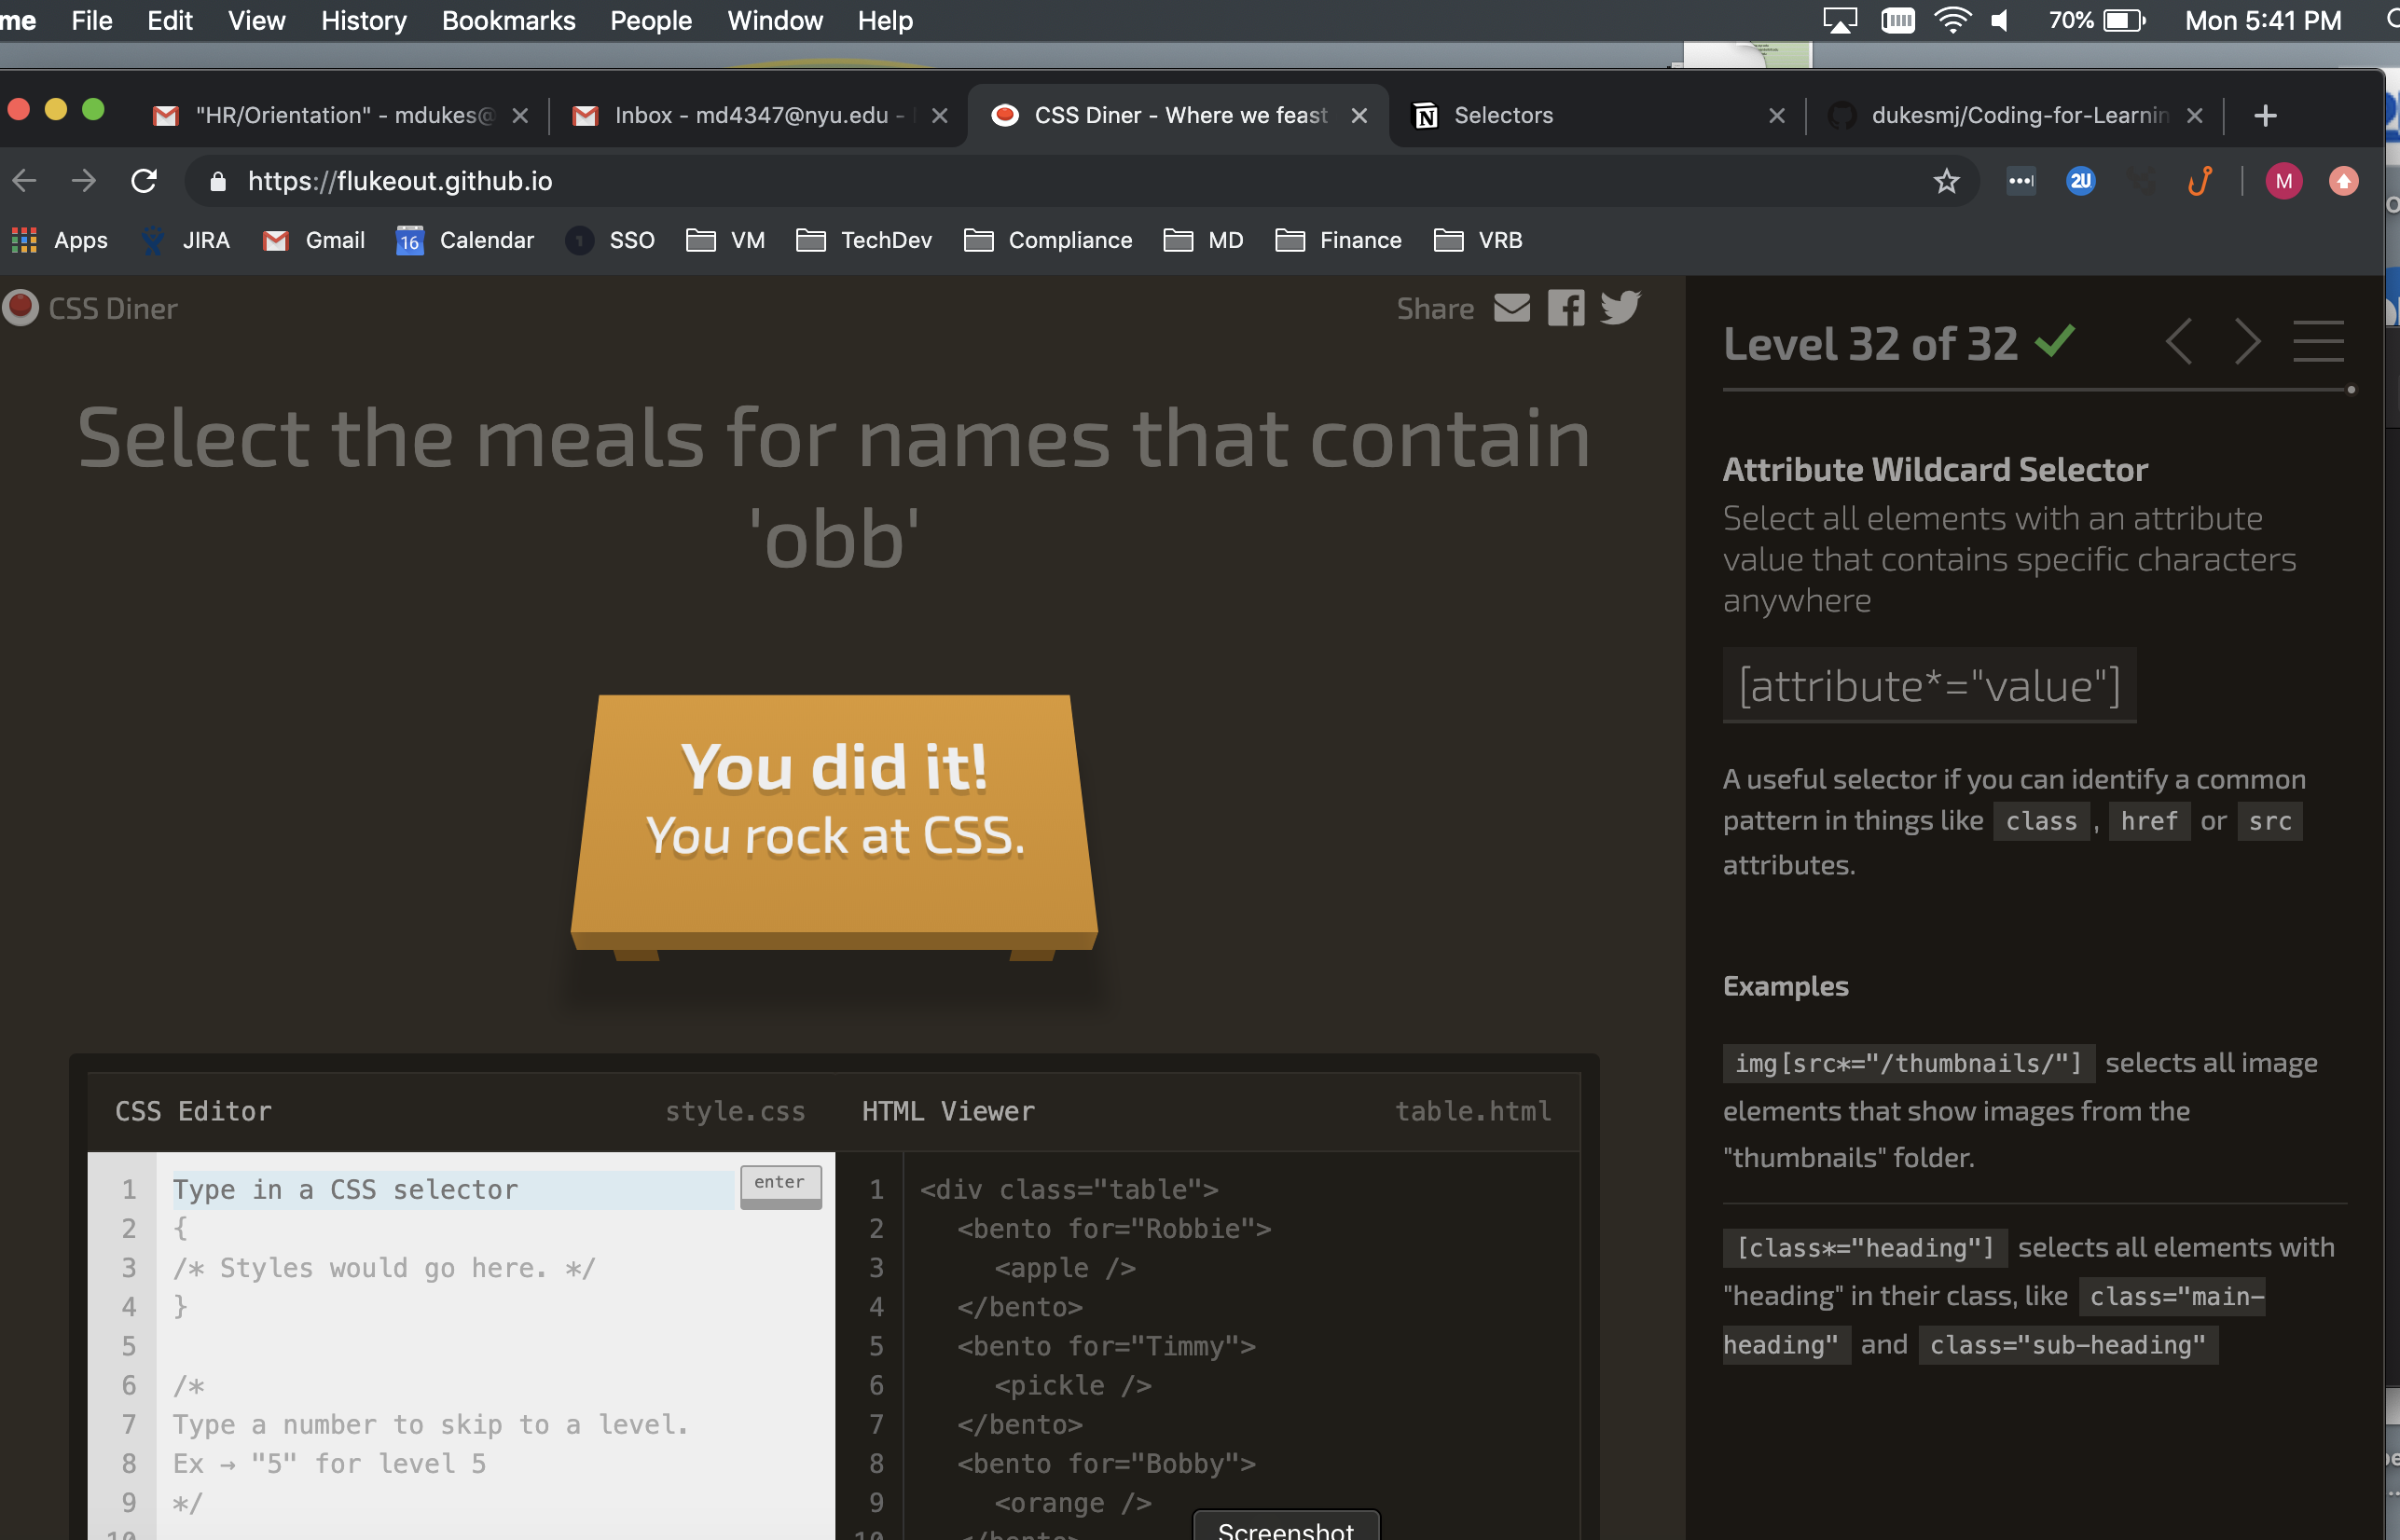 me File Edit View History Bookmarks People Window Help 70% Mon 5:41 PM
"HR/Orientation" - mdukes@ Inbox - md4347@nyu.edu - CSS Diner - Where we feast Selectors dukesmj/Coding-for-Learnin
https://flukeout.github.io 2U M
Apps JIRA Gmail 16 Calendar 1 SSO VM TechDev Compliance MD Finance VRB
CSS Diner Share
Select the meals for names that contain
'obb'
You did it!
You rock at CSS.
CSS Editor style.css
1 Type in a CSS selector enter
2 {
3 /* Styles would go here. */
4 }
5
6 /*
7 Type a number to skip to a level.
8 Ex → "5" for level 5
9 */
10
HTML Viewer table.html
1 <div class="table">
2 <bento for="Robbie">
3 <apple />
4 </bento>
5 <bento for="Timmy">
6 <pickle />
7 </bento>
8 <bento for="Bobby">
9 <orange />
10 </bento>
Screenshot
Level 32 of 32
Attribute Wildcard Selector
Select all elements with an attribute
value that contains specific characters
anywhere
[attribute*="value"]
A useful selector if you can identify a common
pattern in things like class , href or src
attributes.
Examples
img[src*="/thumbnails/"] selects all image
elements that show images from the
"thumbnails" folder.
[class*="heading"] selects all elements with
"heading" in their class, like class="main-
heading" and class="sub-heading"